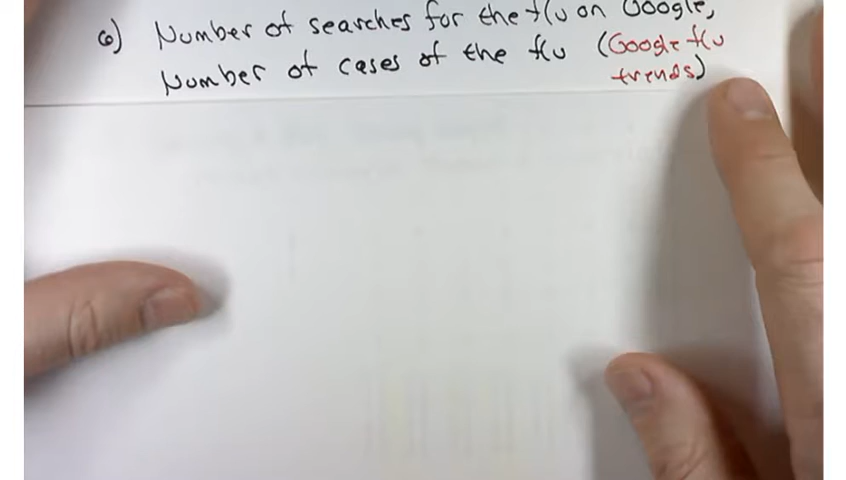 6) Number of searches for the flu on Google,
Number of cases of the flu (Google flu
trends)